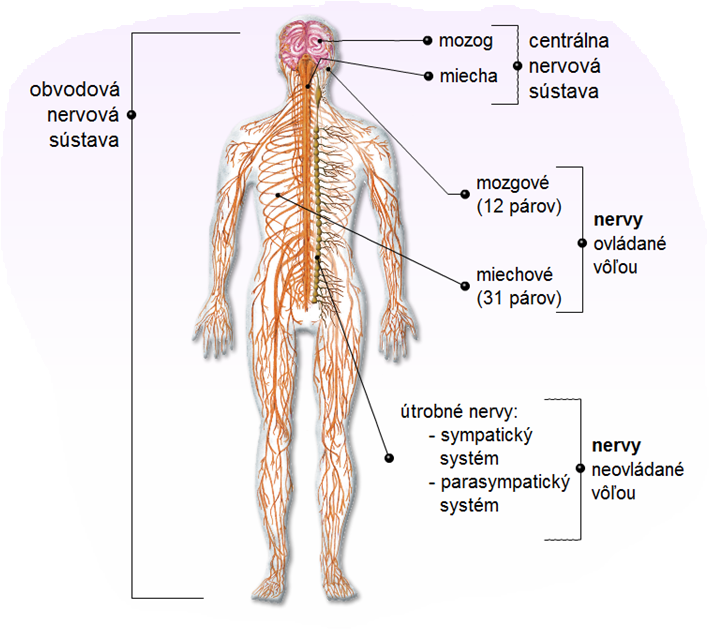 obvodová
nervová
sústava
mozog
miecha
centrálna
nervová
sústava
mozgové
(12 párov)
miechové
(31 párov)
nervy
ovládané
vôľou
útrobné nervy:
- sympatický
systém
- parasympatický
systém
nervy
neovládané
vôľou